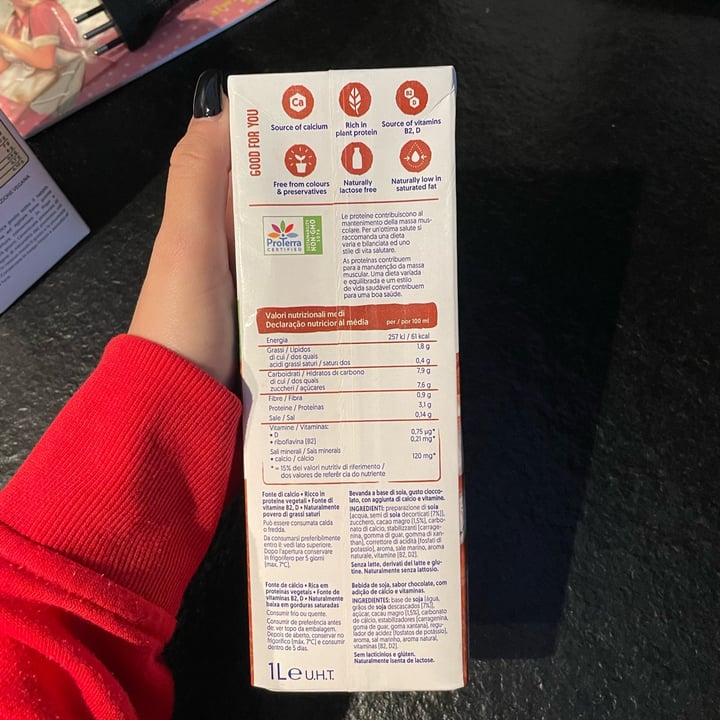 GOOD FOR YOU
Ca
B2
D
Source of calcium
Rich in
plant protein
Source of vitamins
B2, D
Free from colours
& preservatives
Naturally
lactose free
Naturally low in
saturated fat
ProTerra
CERTIFIED
SUSTAINABILITY
NON-GMO
Le proteine contribuiscono al
mantenimento della massa mus-
colare. Per un'ottima salute si
raccomanda una dieta
varia e bilanciata ed uno
stile di vita salutare.
As proteínas contribuem
para a manutenção da massa
muscular. Uma dieta variada
e equilibrada e um estilo
de vida saudável contribuem
para uma boa saúde.
Valori nutrizionali medi
Declaração nutricional média per / por 100 ml
Energia 257 kJ / 61 kcal
Grassi / Lípidos 1,8 g
di cui / dos quais
acidi grassi saturi / saturados 0,4 g
Carboidrati / Hidratos de carbono 7,9 g
di cui / dos quais
zuccheri / açúcares 7,6 g
Fibre / Fibra 0,9 g
Proteine / Proteínas 3,1 g
Sale / Sal 0,14 g
Vitamine / Vitaminas:
• D 0,75 µg*
• riboflavina (B2) 0,21 mg*
Sali minerali / Sais minerais
• calcio / cálcio 120 mg*
* = 15% dei valori nutritivi di riferimento /
dos valores de referência do nutriente
Fonte di calcio • Ricco in
proteine vegetali • Fonte di
vitamine B2, D • Naturalmente
povero di grassi saturi
Può essere consumata calda
o fredda.
Da consumarsi preferibilmente
entro il: vedi lato superiore.
Dopo l'apertura conservare
in frigorifero per 5 giorni
(max. 7°C).
Bevanda a base di soia, gusto ciocco-
lato, con aggiunta di calcio e vitamine.
INGREDIENTI: preparazione di soia
(acqua, semi di soia decorticati (7%)),
zucchero, cacao magro (1,5%), carbo-
nato di calcio, stabilizzanti (carrage-
nina, gomma di guar, gomma di xan-
than), correttore di acidità (fosfati di
potassio), aroma, sale marino, aroma
naturale, vitamine (B2, D2).
Senza latte, derivati del latte e glu-
tine. Naturalmente senza lattosio.
Fonte de cálcio • Rica em
proteínas vegetais • Fonte de
vitaminas B2, D • Naturalmente
baixa em gorduras saturadas
Consumir frio ou quente.
Consumir de preferência antes
de: ver topo da embalagem.
Depois de aberto, conservar no
frigorífico (máx. 7°C) e consumir
dentro de 5 dias.
Bebida de soja, sabor chocolate, com
adição de cálcio e vitaminas.
INGREDIENTES: base de soja (água,
grãos de soja descascados (7%)),
açúcar, cacau magro (1,5%), carbonato
de cálcio, estabilizadores (carragenina,
goma de guar, goma xantana), regu-
lador de acidez (fosfatos de potássio),
aroma, sal marinho, aroma natural,
vitaminas (B2, D2).
Sem lacticínios e glúten.
Naturalmente isenta de lactose.
1L e U.H.T.